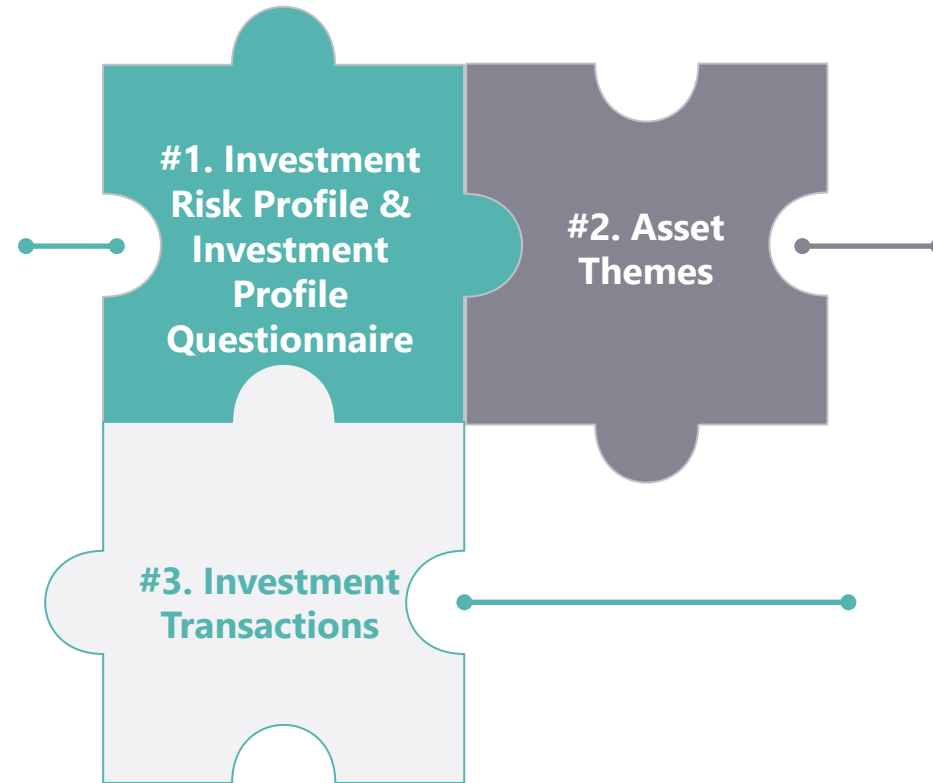 #1. Investment
Risk Profile &
Investment
Profile
Questionnaire
#2. Asset
Themes
#3. Investment
Transactions